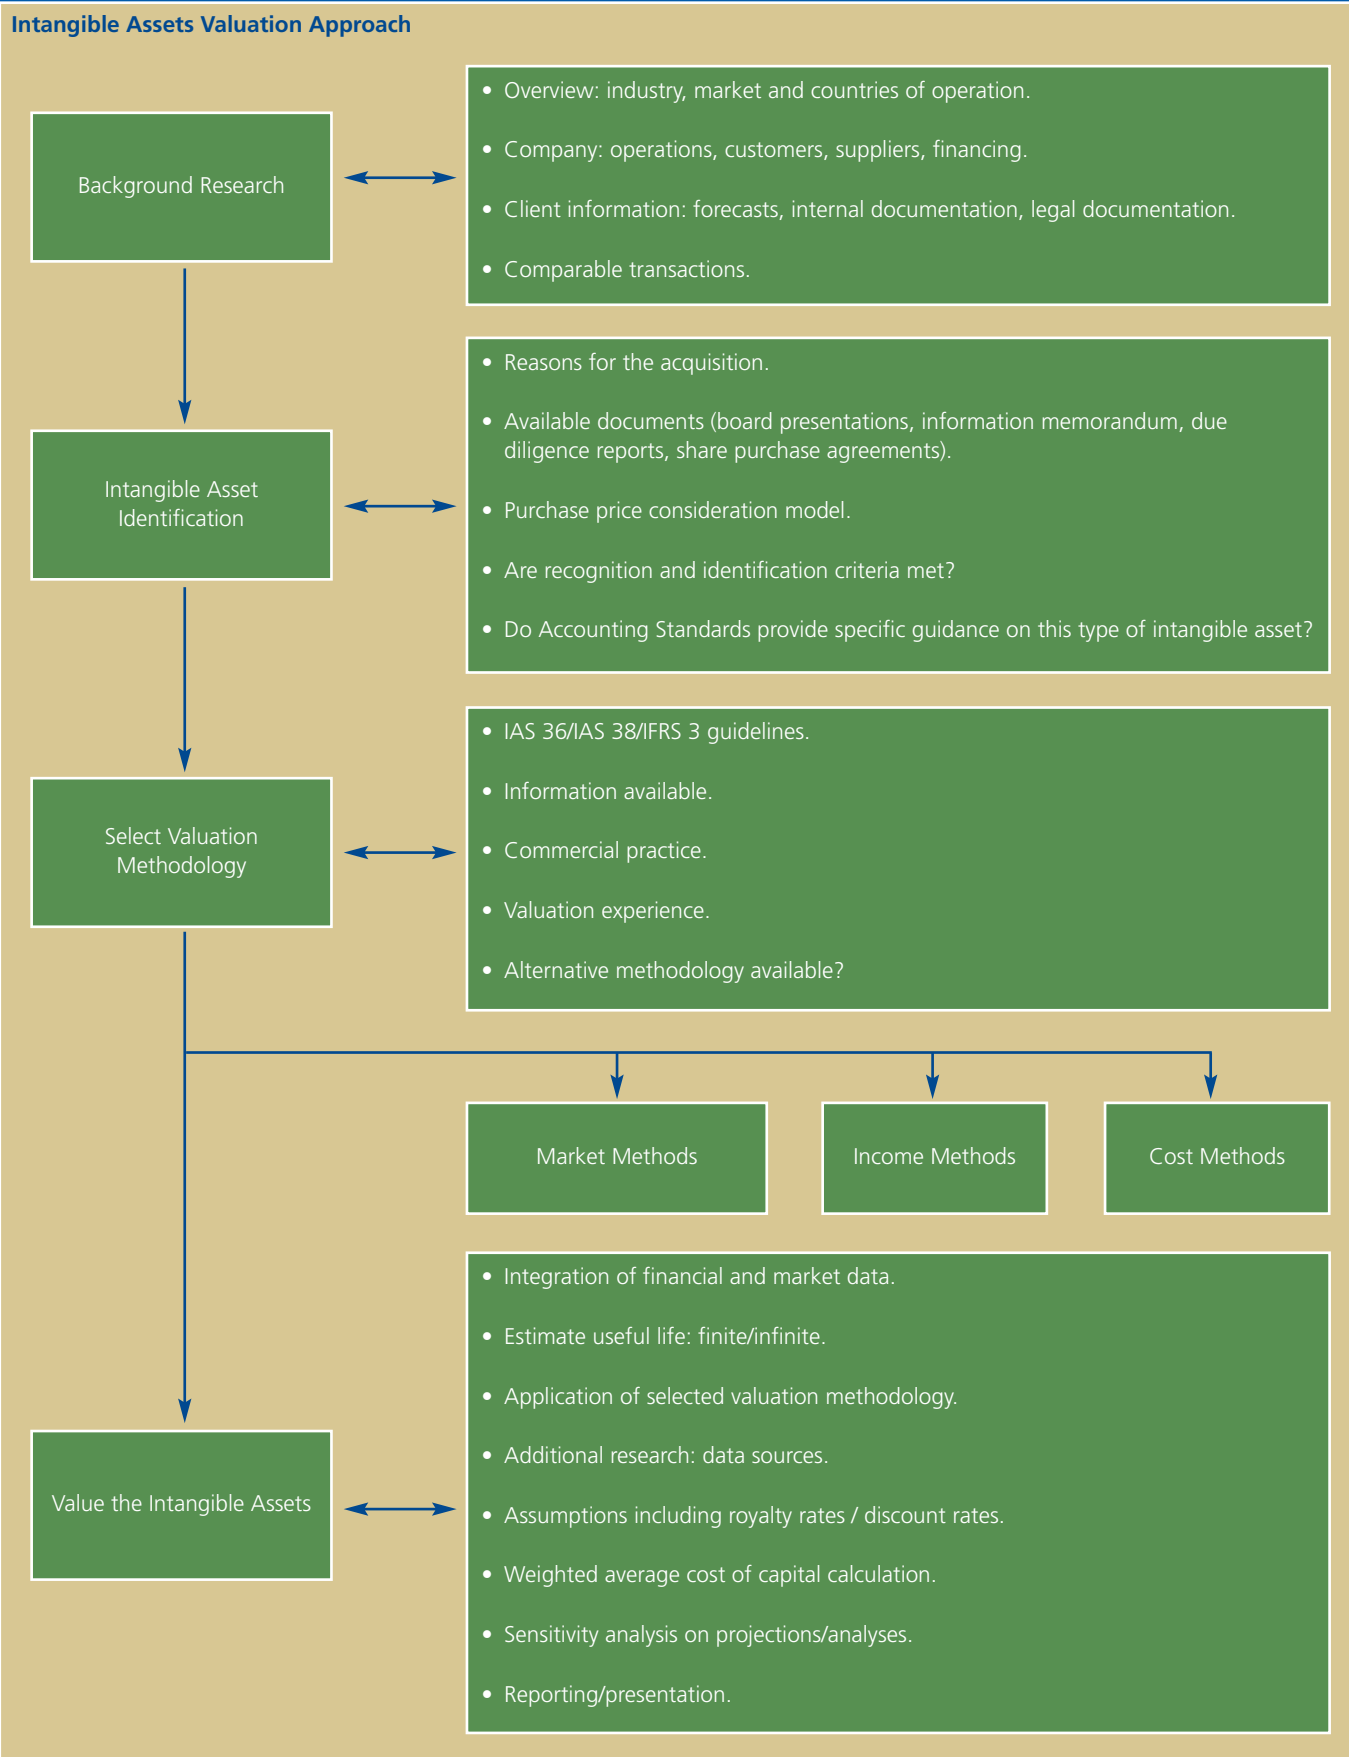 Intangible Assets Valuation Approach
Background Research
• Overview: industry, market and countries of operation.
• Company: operations, customers, suppliers, financing.
• Client information: forecasts, internal documentation, legal documentation.
• Comparable transactions.
Intangible Asset
Identification
• Reasons for the acquisition.
• Available documents (board presentations, information memorandum, due
diligence reports, share purchase agreements).
• Purchase price consideration model.
• Are recognition and identification criteria met?
• Do Accounting Standards provide specific guidance on this type of intangible asset?
Select Valuation
Methodology
• IAS 36/IAS 38/IFRS 3 guidelines.
• Information available.
• Commercial practice.
• Valuation experience.
• Alternative methodology available?
Market Methods
Income Methods
Cost Methods
Value the Intangible Assets
• Integration of financial and market data.
• Estimate useful life: finite/infinite.
• Application of selected valuation methodology.
• Additional research: data sources.
• Assumptions including royalty rates / discount rates.
• Weighted average cost of capital calculation.
• Sensitivity analysis on projections/analyses.
• Reporting/presentation.